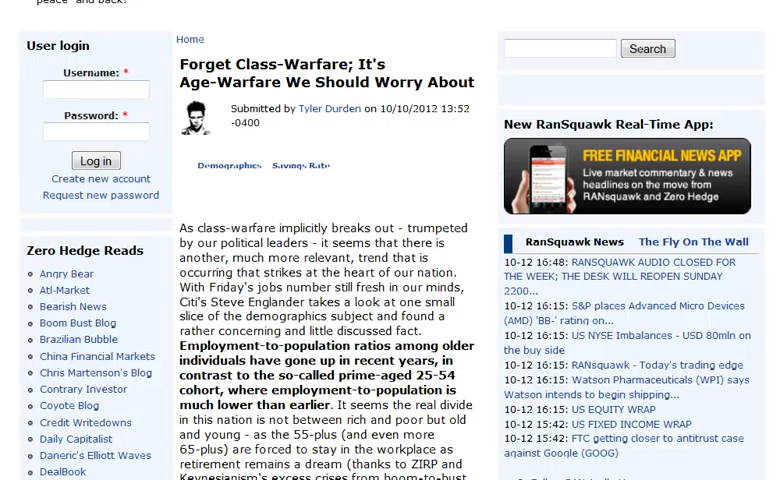 peace" and back!
User login
Username: *
Password: *
Log in
Create new account
Request new password
Zero Hedge Reads
Angry Bear
Atl-Market
Bearish News
Boom Bust Blog
Brazilian Bubble
China Financial Markets
Chris Martenson's Blog
Contrary Investor
Coyote Blog
Credit Writedowns
Daily Capitalist
Daneric's Elliott Waves
DealBook
Home
Forget Class-Warfare; It's
Age-Warfare We Should Worry About
Submitted by Tyler Durden on 10/10/2012 13:52
-0400
Demographics Savings Rate
As class-warfare implicitly breaks out - trumpeted
by our political leaders - it seems that there is
another, much more relevant, trend that is
occurring that strikes at the heart of our nation.
With Friday's jobs number still fresh in our minds,
Citi's Steve Englander takes a look at one small
slice of the demographics subject and found a
rather concerning and little discussed fact.
Employment-to-population ratios among older
individuals have gone up in recent years, in
contrast to the so-called prime-aged 25-54
cohort, where employment-to-population is
much lower than earlier. It seems the real divide
in this nation is not between rich and poor but old
and young - as the 55-plus (and even more
65-plus) are forced to stay in the workplace as
retirement remains a dream (thanks to ZIRP and
Keynesianism's excess crises from boom-to-bust
Search
New RanSquawk Real-Time App:
FREE FINANCIAL NEWS APP
Live market commentary & news
headlines on the move from
RANsquawk and Zero Hedge
RanSquawk News The Fly On The Wall
10-12 16:48: RANSQUAWK AUDIO CLOSED FOR
THE WEEK; THE DESK WILL REOPEN SUNDAY
2200...
10-12 16:15: S&P places Advanced Micro Devices
(AMD) 'BB-' rating on...
10-12 16:15: US NYSE Imbalances - USD 80mln on
the buy side
10-12 16:15: RANsquawk - Today's trading edge
10-12 16:15: Watson Pharmaceuticals (WPI) says
Watson intends to begin shipping...
10-12 16:15: US EQUITY WRAP
10-12 15:42: US FIXED INCOME WRAP
10-12 15:42: FTC getting closer to antitrust case
against Google (GOOG)